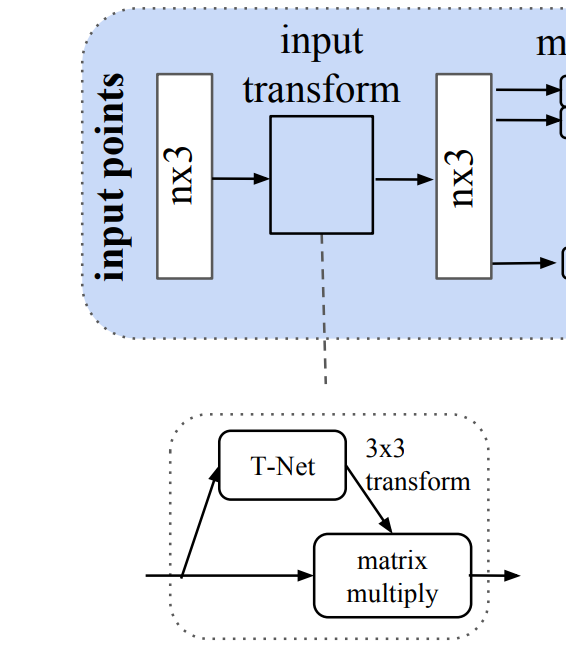 input points
nx3
input
transform
nx3
m
T-Net
3x3
transform
matrix
multiply